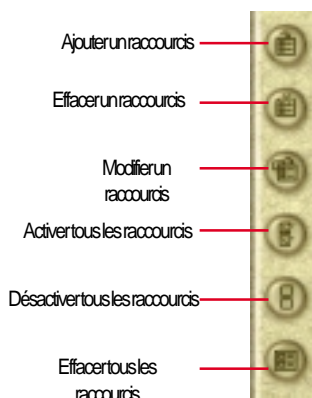 Ajouter un raccourcis
Effacer un raccourcis
Modifier un
raccourcis
Activer tous les raccourcis
Désactiver tous les raccourcis
Effacer tous les
raccourcis